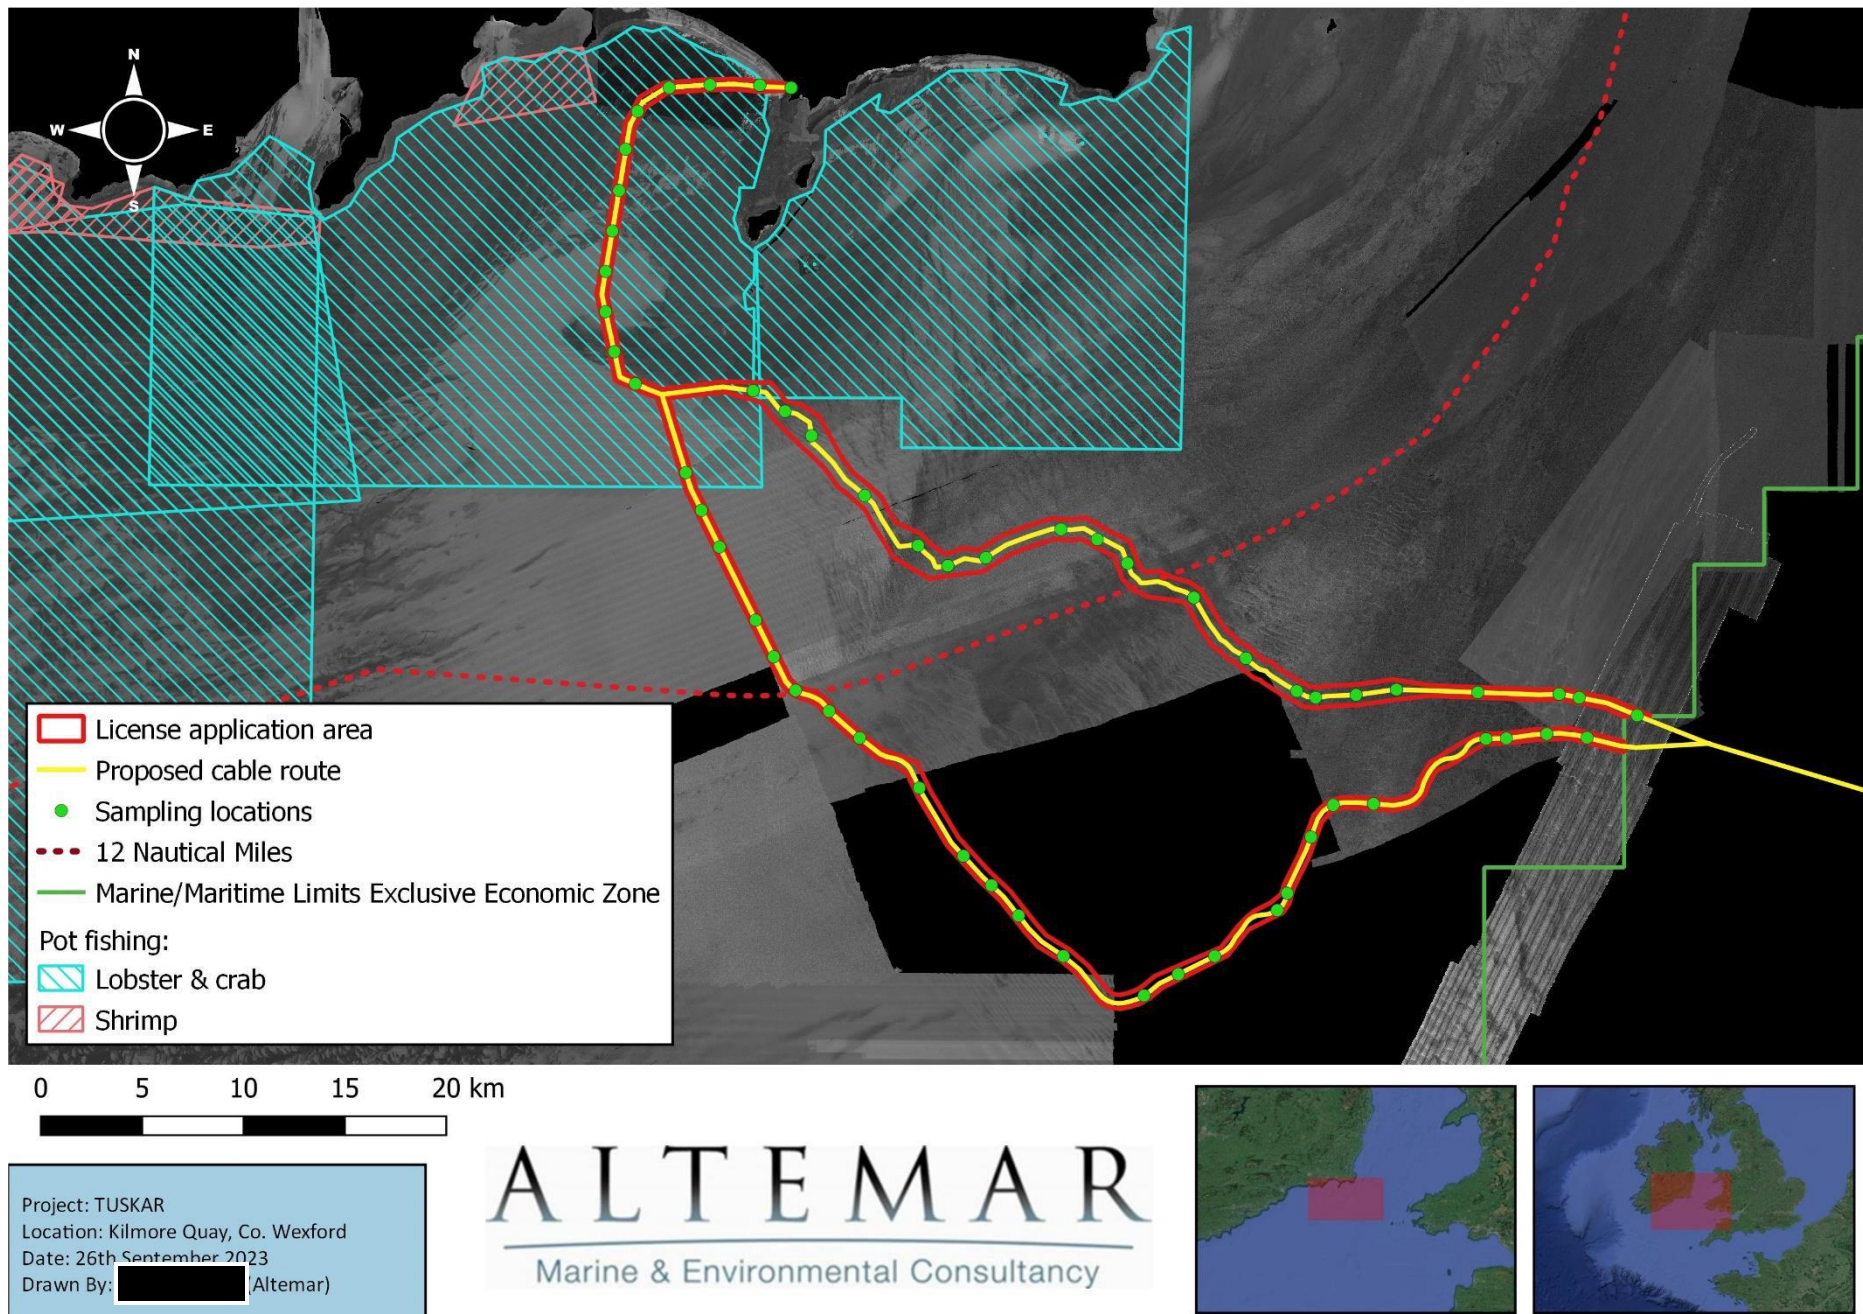 N
W
E
S
License application area
Proposed cable route
Sampling locations
12 Nautical Miles
Marine/Maritime Limits Exclusive Economic Zone
Pot fishing:
Lobster & crab
Shrimp
0 5 10 15 20 km
Project: TUSKAR
Location: Kilmore Quay, Co. Wexford
Date: 26th September 2023
Drawn By: (Altemar)
ALTEMAR
Marine & Environmental Consultancy